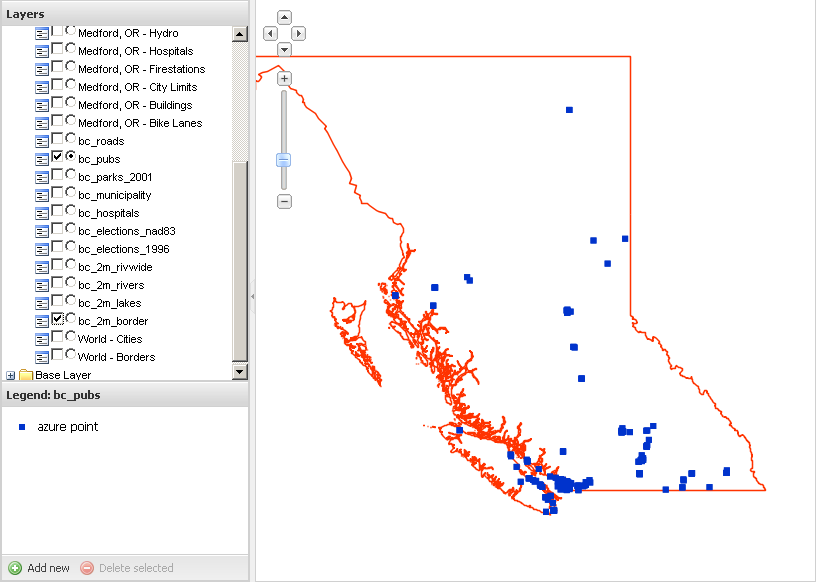 Layers
Medford, OR - Hydro
Medford, OR - Hospitals
Medford, OR - Firestations
Medford, OR - City Limits
Medford, OR - Buildings
Medford, OR - Bike Lanes
bc_roads
bc_pubs
bc_parks_2001
bc_municipality
bc_hospitals
bc_elections_nad83
bc_elections_1996
bc_2m_rivwide
bc_2m_rivers
bc_2m_lakes
bc_2m_border
World - Cities
World - Borders
Base Layer
Legend: bc_pubs
azure point
Add new
Delete selected